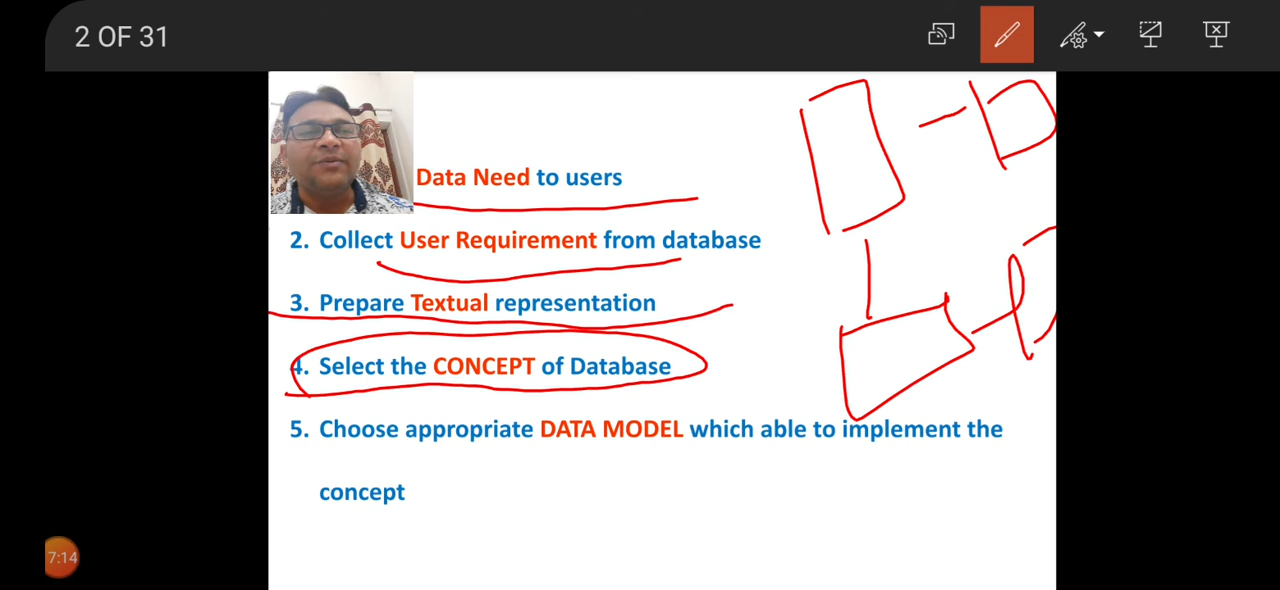 2 OF 31
Data Need to users
2. Collect User Requirement from database
3. Prepare Textual representation
4. Select the CONCEPT of Database
5. Choose appropriate DATA MODEL which able to implement the
concept
7:14